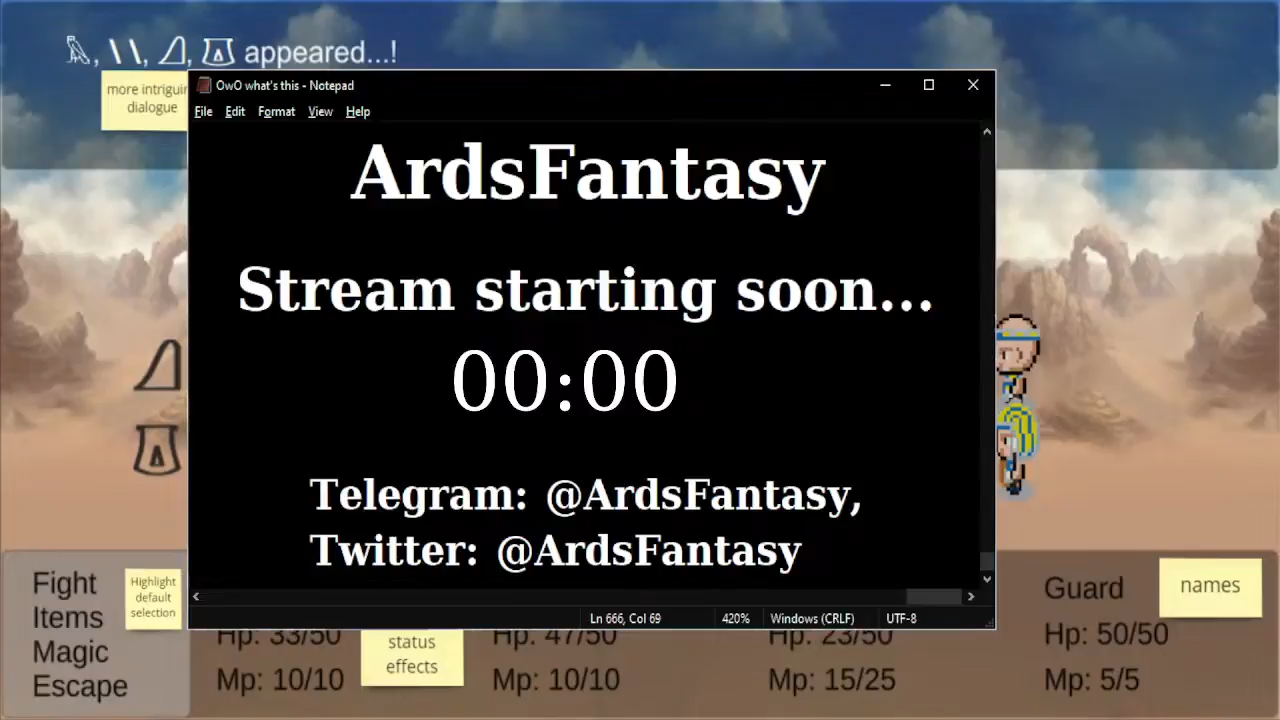 𓅃, \\, 𓈎, 𓎼 appeared...!
more intriguin
dialogue
OwO what's this - Notepad
File Edit Format View Help
ArdsFantasy
Stream starting soon...
00:00
Telegram: @ArdsFantasy,
Twitter: @ArdsFantasy
Ln 666, Col 69 420% Windows (CRLF) UTF-8
Fight
Items
Magic
Escape
Highlight
default
selection
Hp: 33/50
Mp: 10/10
status
effects
Hp: 47/50
Mp: 10/10
Hp: 23/50
Mp: 15/25
Guard
Hp: 50/50
Mp: 5/5
names